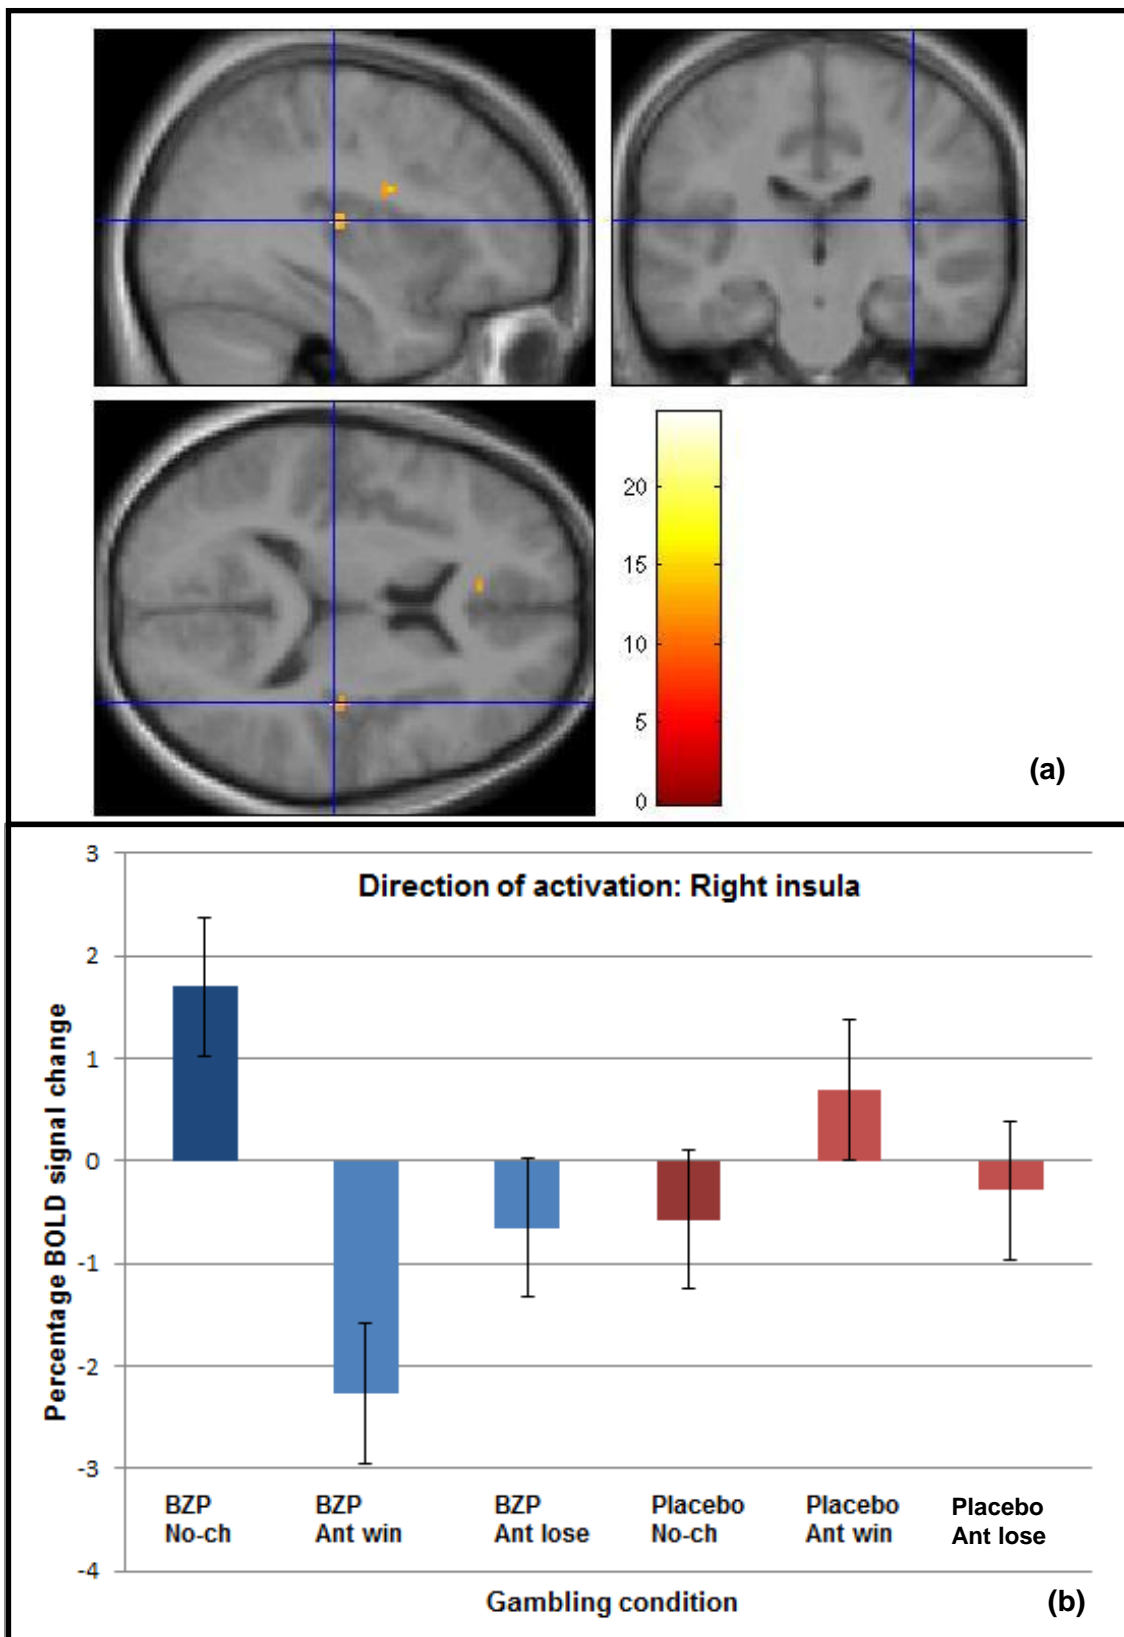 20
15
10
5
0
(a)
3
2
1
0
-1
-2
-3
-4
Direction of activation: Right insula
Percentage BOLD signal change
BZP
No-ch
BZP
Ant win
BZP
Ant lose
Placebo
No-ch
Placebo
Ant win
Placebo
Ant lose
Gambling condition
(b)